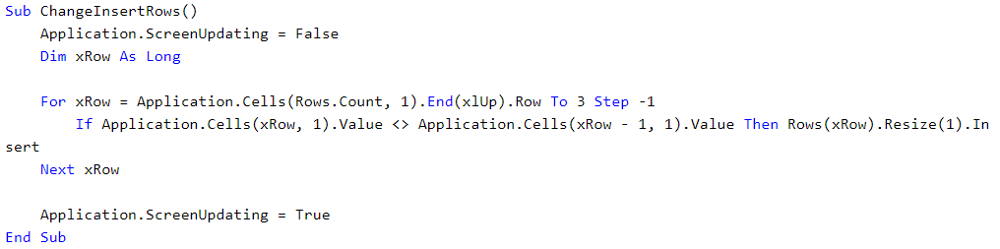 Sub ChangeInsertRows()
    Application.ScreenUpdating = False
    Dim xRow As Long

    For xRow = Application.Cells(Rows.Count, 1).End(xlUp).Row To 3 Step -1
        If Application.Cells(xRow, 1).Value <> Application.Cells(xRow - 1, 1).Value Then Rows(xRow).Resize(1).In
sert
    Next xRow

    Application.ScreenUpdating = True
End Sub